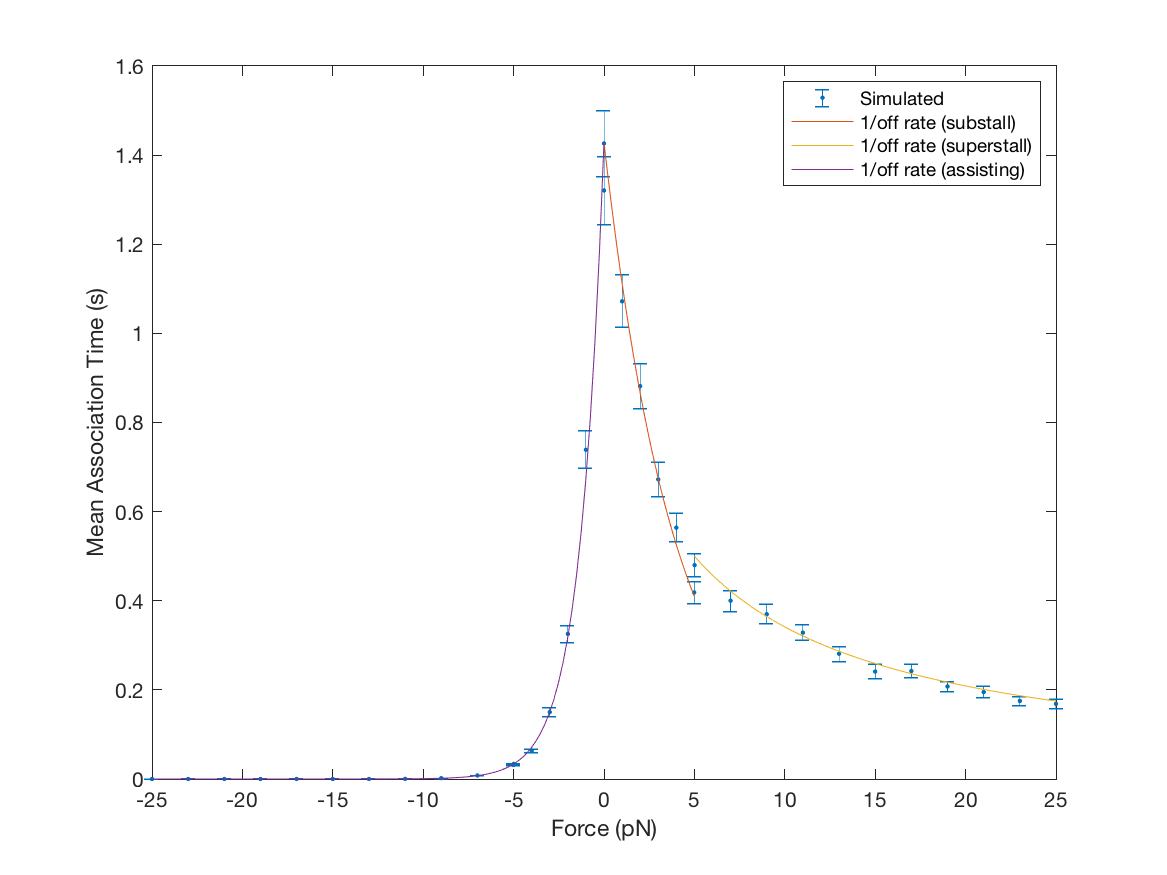 Simulated
1/off rate (substall)
1/off rate (superstall)
1/off rate (assisting)
Mean Association Time (s)
1.6
1.4
1.2
1
0.8
0.6
0.4
0.2
0
-25 -20 -15 -10 -5 0 5 10 15 20 25
Force (pN)